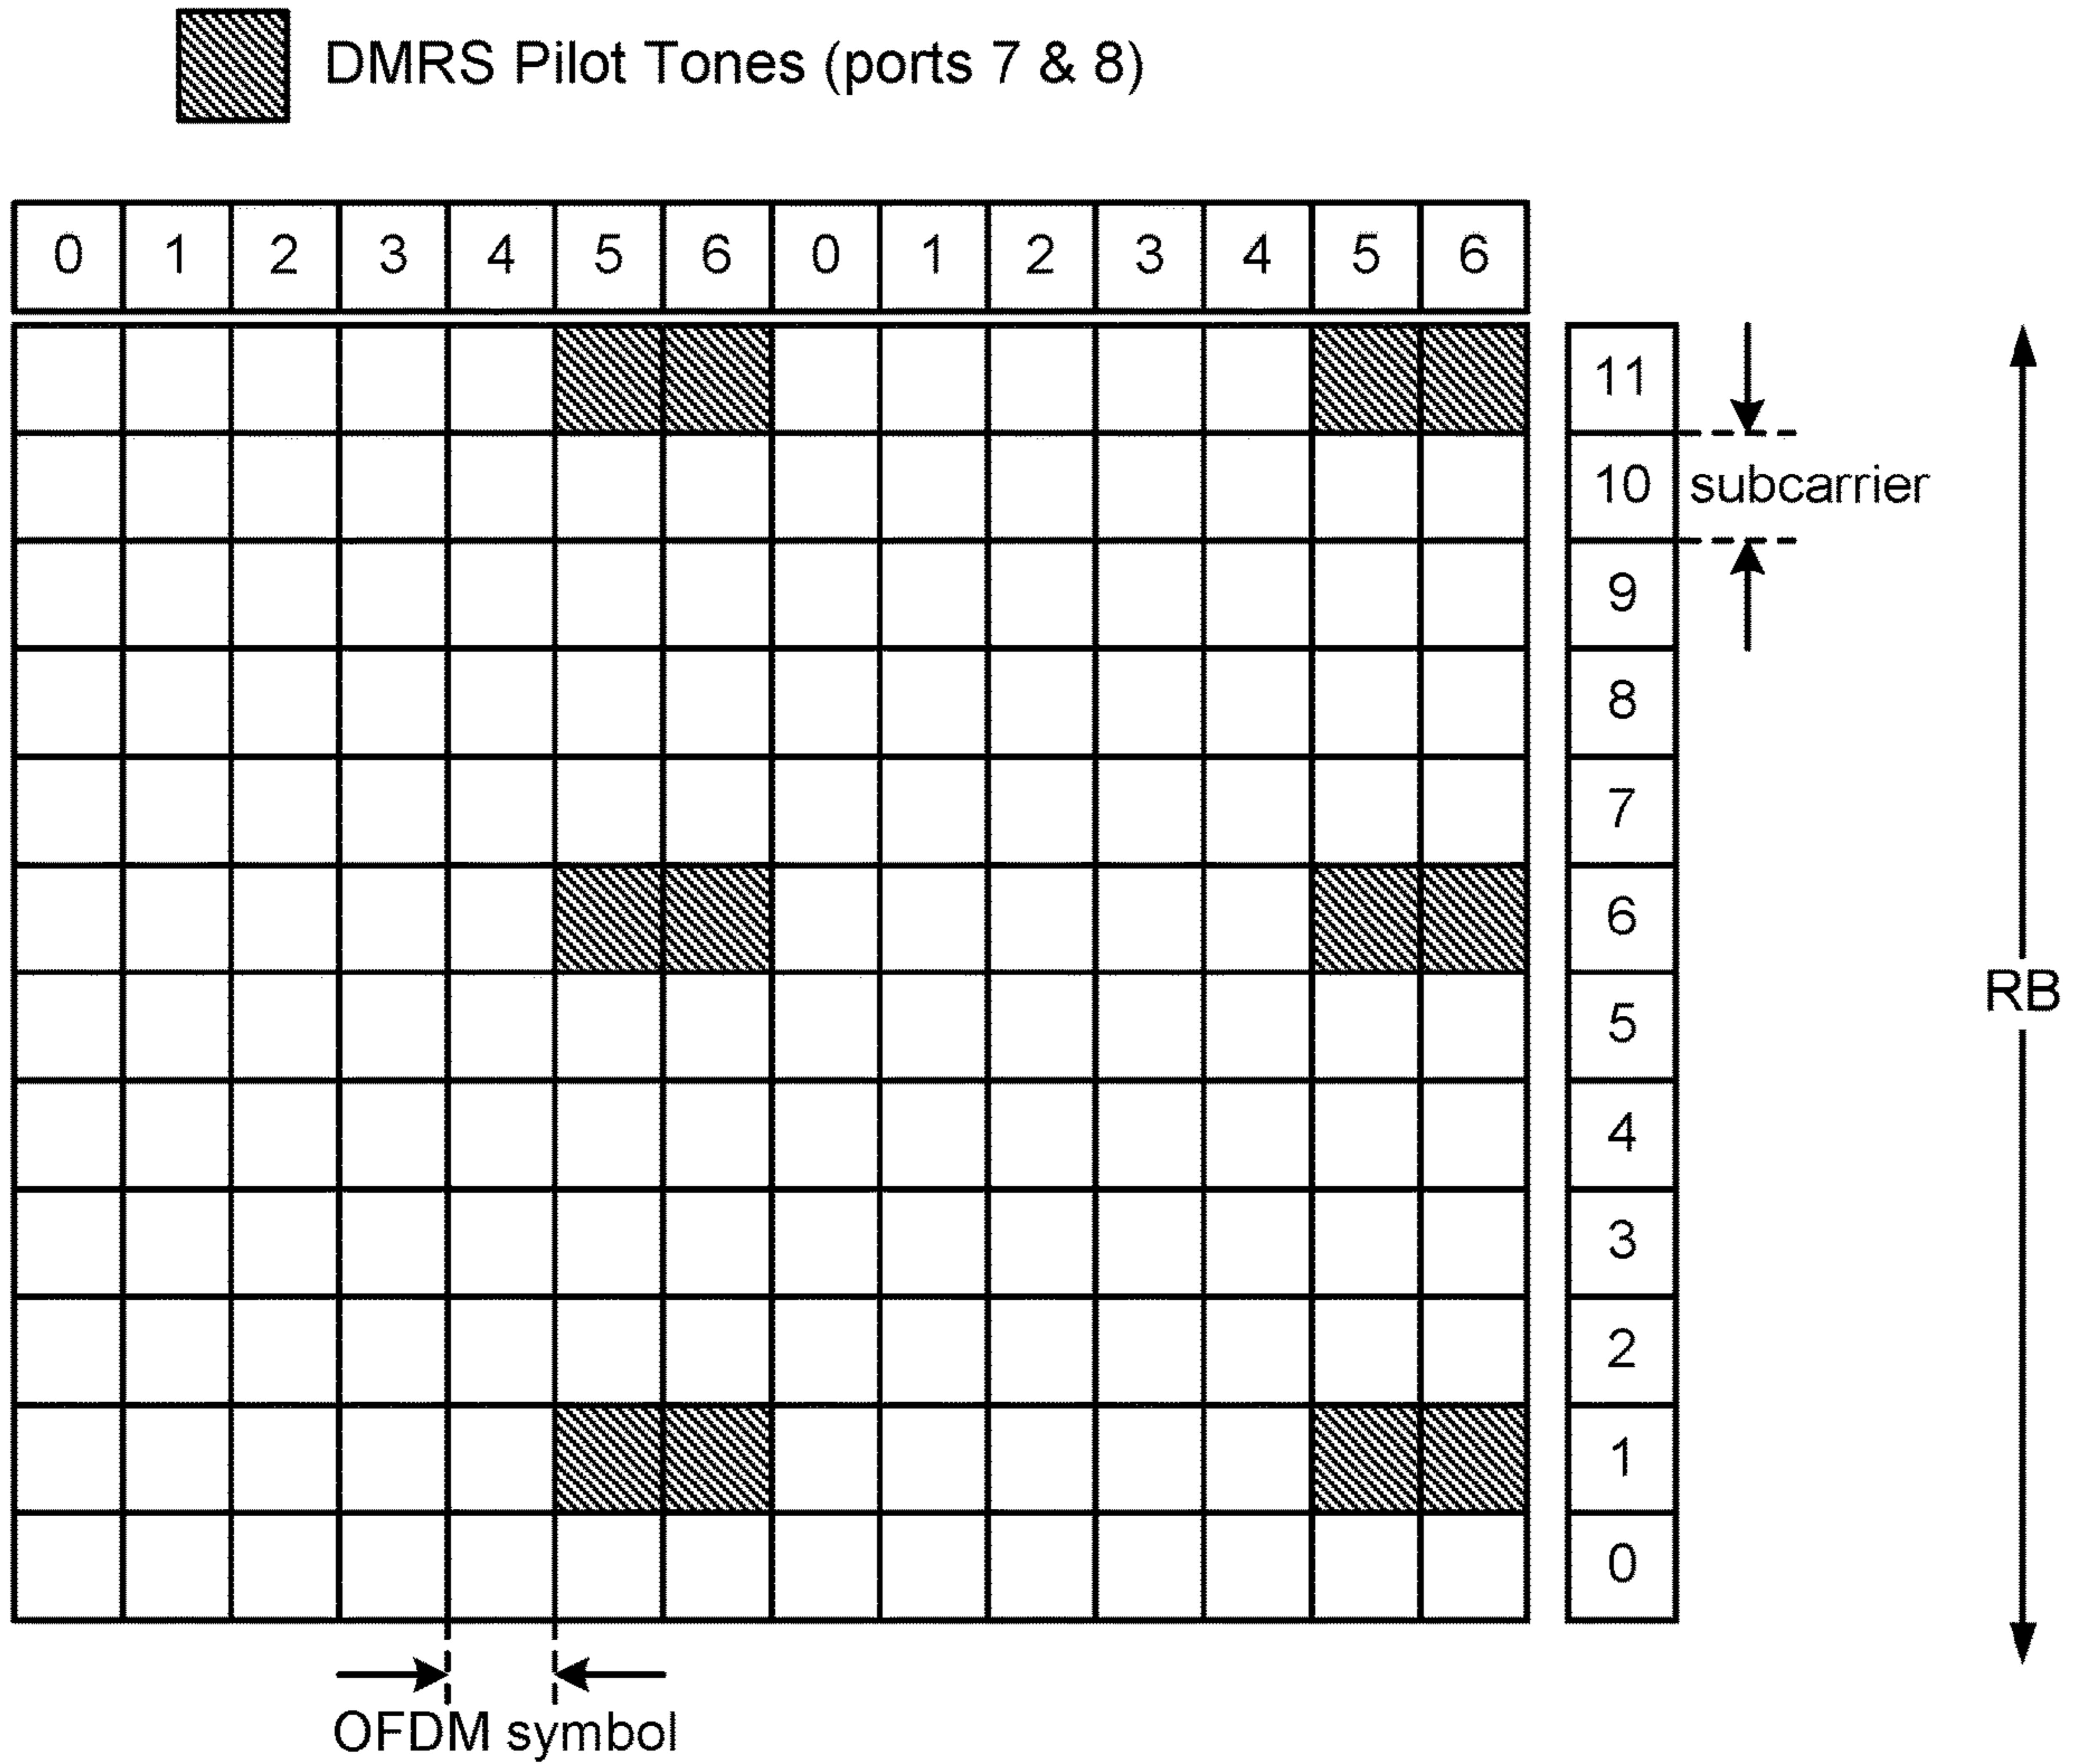 DMRS Pilot Tones (ports 7 & 8)
0 1 2 3 4 5 6 0 1 2 3 4 5 6
11
10 subcarrier
9
8
7
6
RB
5
4
3
2
1
0
OFDM symbol